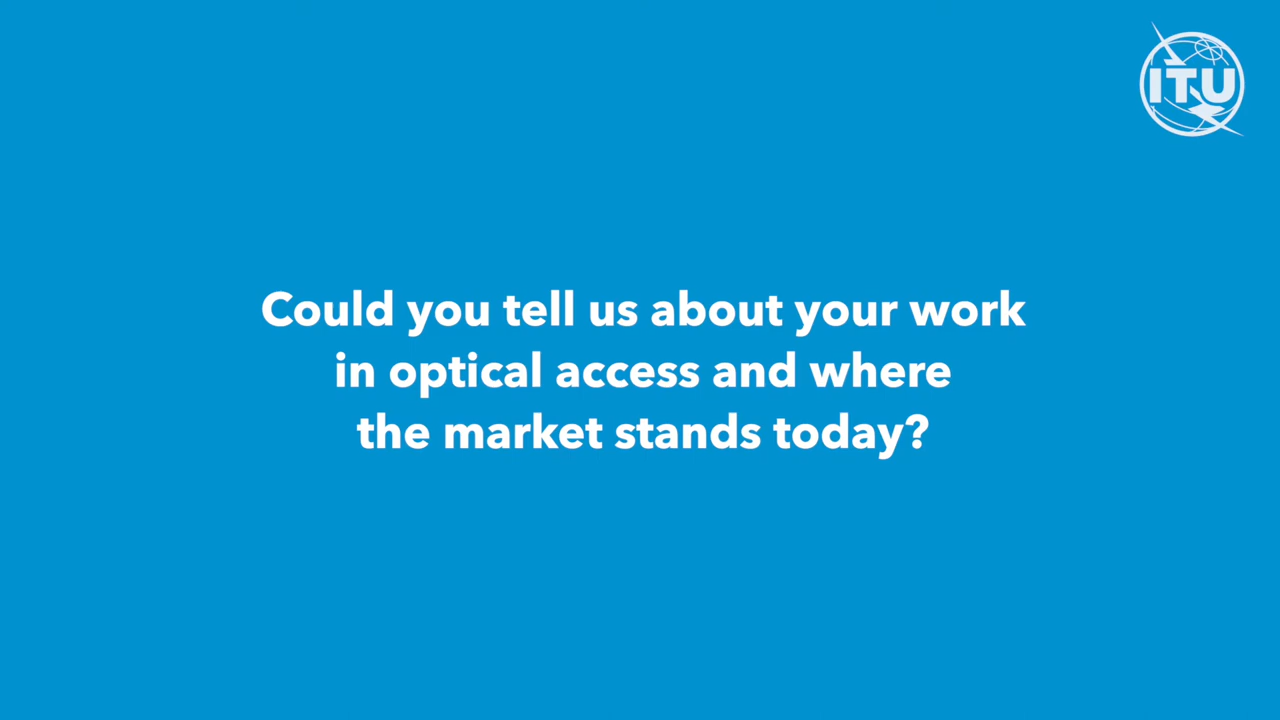 ITU
Could you tell us about your work
in optical access and where
the market stands today?